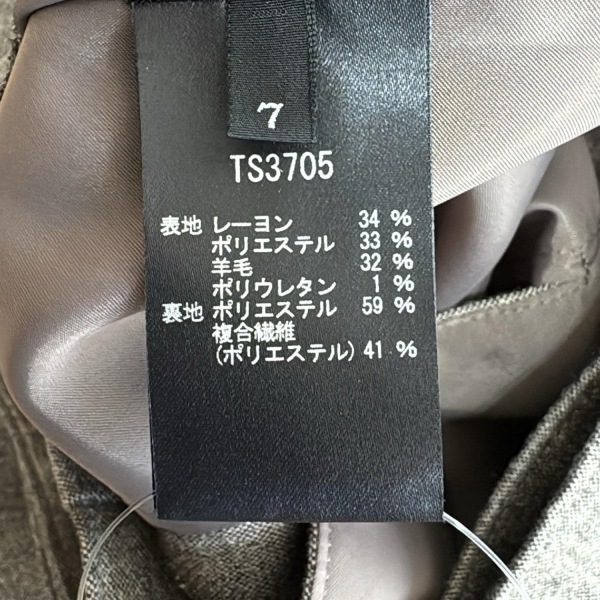 7
TS3705
表地 レーヨン 34 %
ポリエステル 33 %
羊毛 32 %
ポリウレタン 1 %
裏地 ポリエステル 59 %
複合繊維
(ポリエステル) 41 %